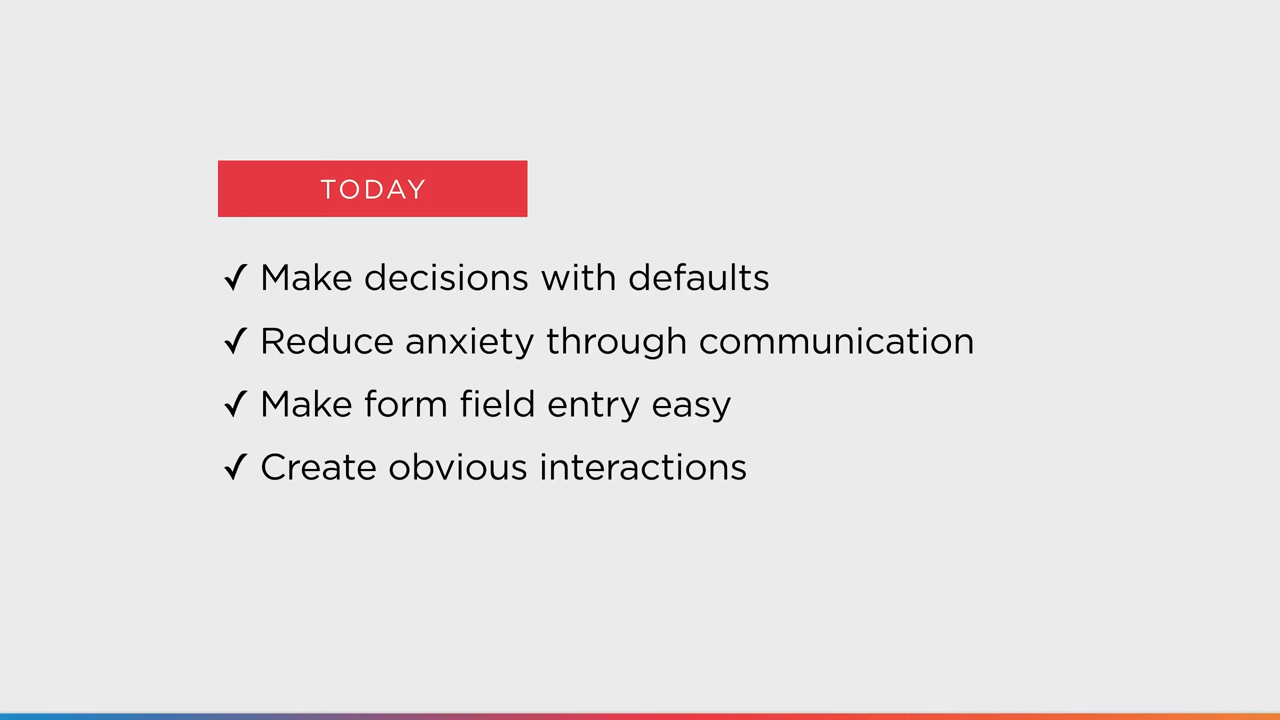 TODAY
✓ Make decisions with defaults
✓ Reduce anxiety through communication
✓ Make form field entry easy
✓ Create obvious interactions